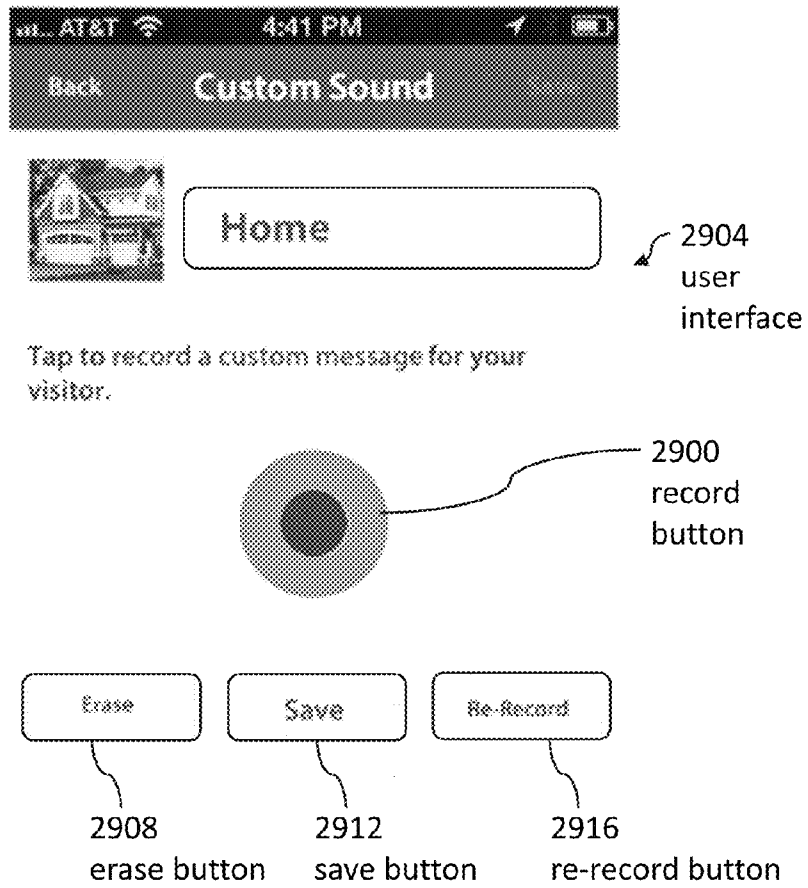 AT&T 4:41 PM
Back Custom Sound
Home
2904
user
interface
Tap to record a custom message for your
visitor.
2900
record
button
Erase Save Re-Record
2908 2912 2916
erase button save button re-record button